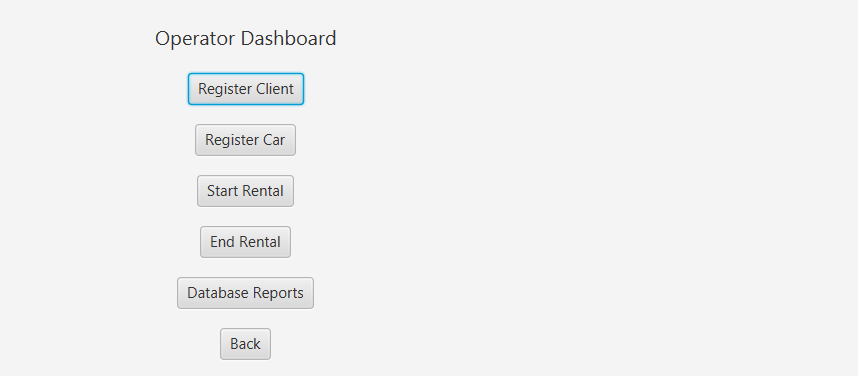 Operator Dashboard
Register Client
Register Car
Start Rental
End Rental
Database Reports
Back